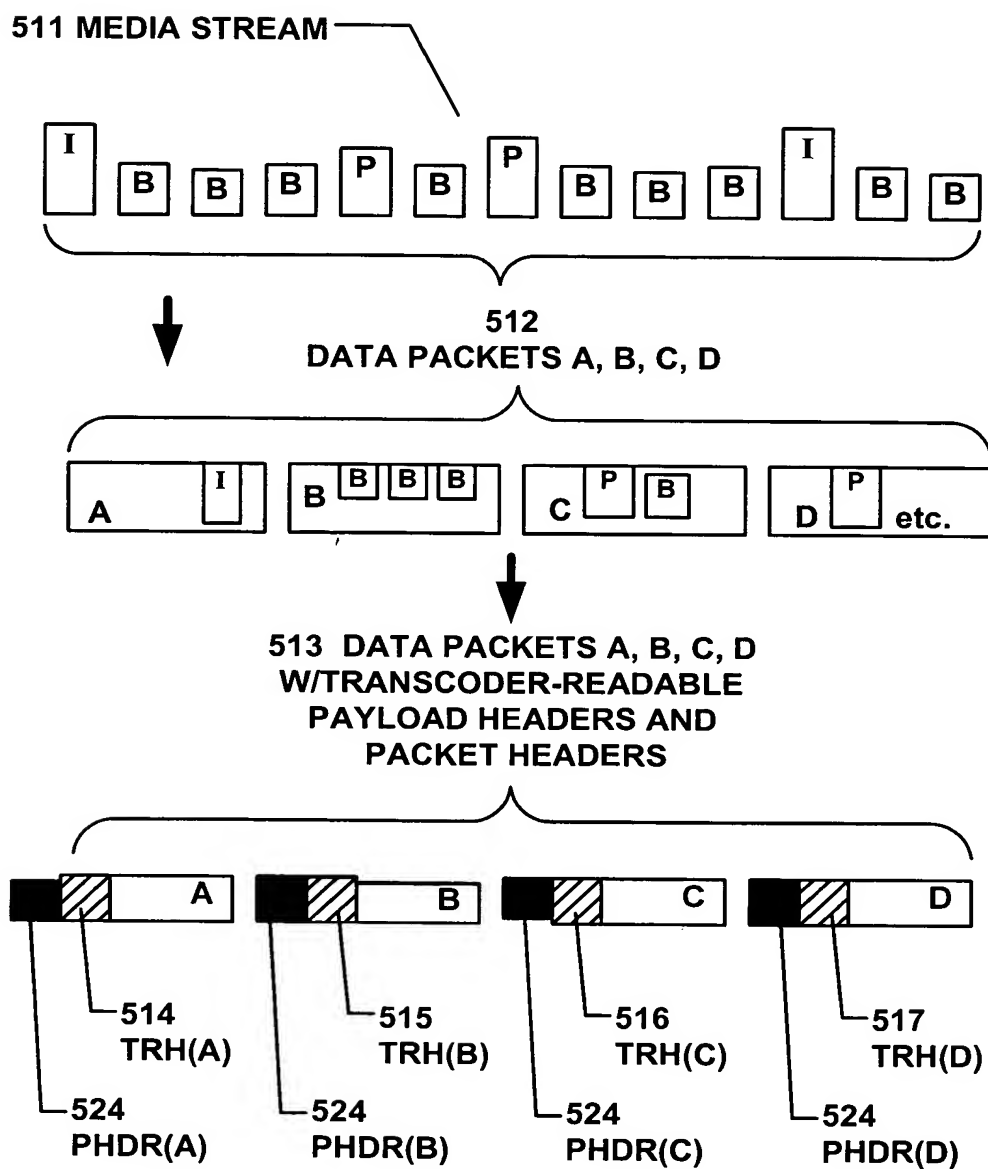 511 MEDIA STREAM
I B B B P B P B B B I B B
512
DATA PACKETS A, B, C, D
A I B B B B C P B D P etc.
513 DATA PACKETS A, B, C, D
W/TRANSCODER-READABLE
PAYLOAD HEADERS AND
PACKET HEADERS
A B C D
514 515 516 517
TRH(A) TRH(B) TRH(C) TRH(D)
524 524 524 524
PHDR(A) PHDR(B) PHDR(C) PHDR(D)